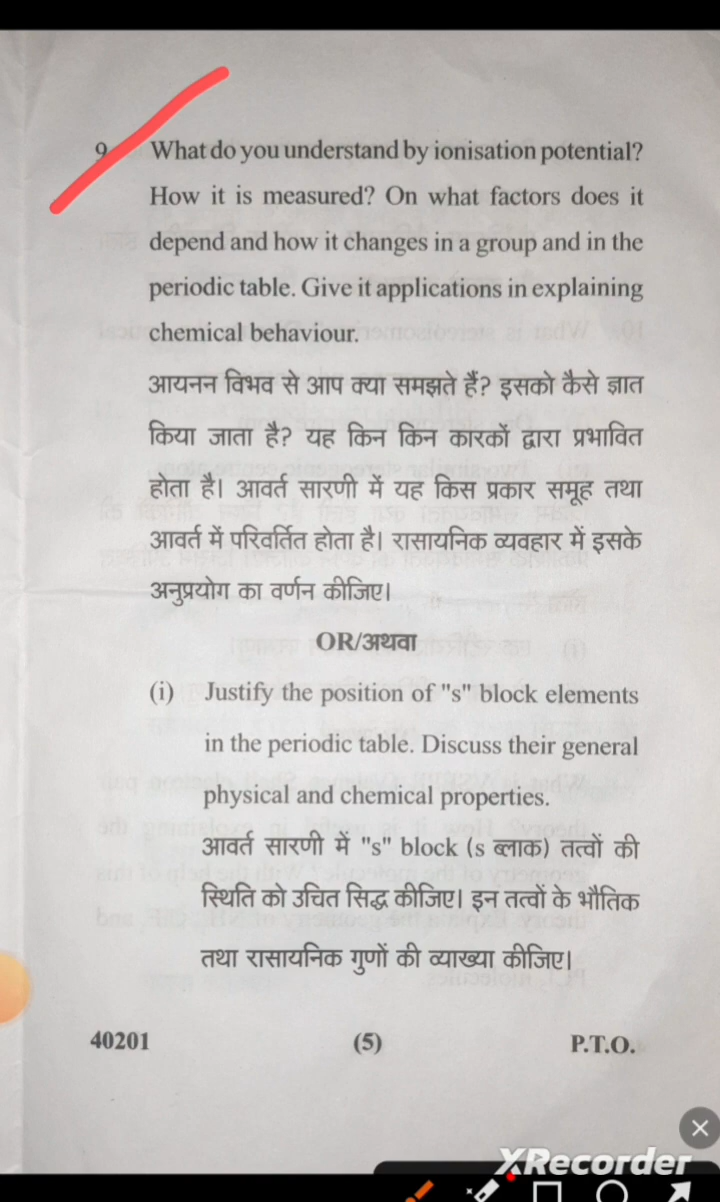 9. What do you understand by ionisation potential?
How it is measured? On what factors does it
depend and how it changes in a group and in the
periodic table. Give it applications in explaining
chemical behaviour.
आयनन विभव से आप क्या समझते हैं? इसको कैसे ज्ञात
किया जाता है? यह किन किन कारकों द्वारा प्रभावित
होता है। आवर्त सारणी में यह किस प्रकार समूह तथा
आवर्त में परिवर्तित होता है। रासायनिक व्यवहार में इसके
अनुप्रयोग का वर्णन कीजिए।
OR/अथवा
(i) Justify the position of "s" block elements
in the periodic table. Discuss their general
physical and chemical properties.
आवर्त सारणी में "s" block (s ब्लाक) तत्वों की
स्थिति को उचित सिद्ध कीजिए। इन तत्वों के भौतिक
तथा रासायनिक गुणों की व्याख्या कीजिए।
40201 (5) P.T.O.
XRecorder